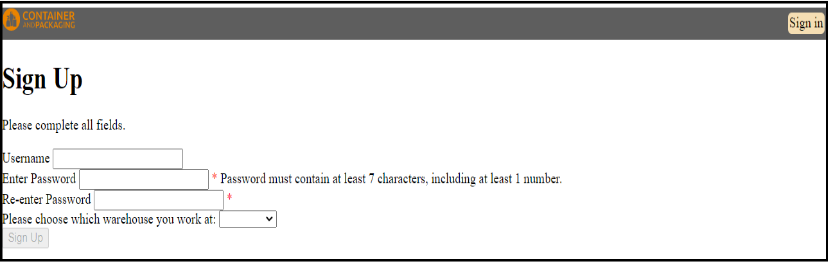 CONTAINER
AND PACKAGING
Sign in
Sign Up
Please complete all fields.
Username
Enter Password * Password must contain at least 7 characters, including at least 1 number.
Re-enter Password *
Please choose which warehouse you work at:
Sign Up